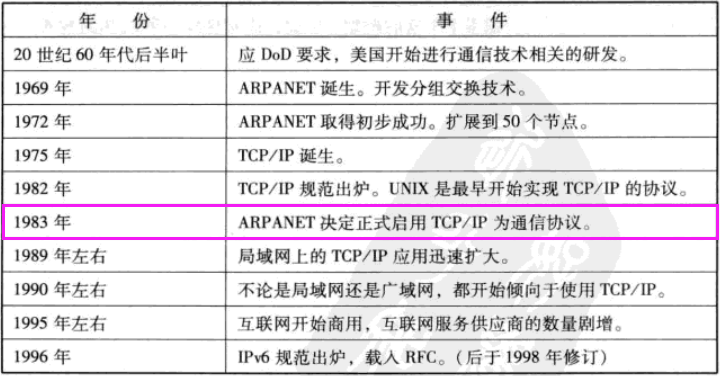 年 份 事 件
20 世纪 60 年代后半叶 应 DoD 要求，美国开始进行通信技术相关的研发。
1969 年 ARPANET 诞生。开发分组交换技术。
1972 年 ARPANET 取得初步成功。扩展到 50 个节点。
1975 年 TCP/IP 诞生。
1982 年 TCP/IP 规范出炉。UNIX 是最早开始实现 TCP/IP 的协议。
1983 年 ARPANET 决定正式启用 TCP/IP 为通信协议。
1989 年左右 局域网上的 TCP/IP 应用迅速扩大。
1990 年左右 不论是局域网还是广域网，都开始倾向于使用 TCP/IP。
1995 年左右 互联网开始商用，互联网服务供应商的数量剧增。
1996 年 IPv6 规范出炉，载入 RFC。（后于 1998 年修订）